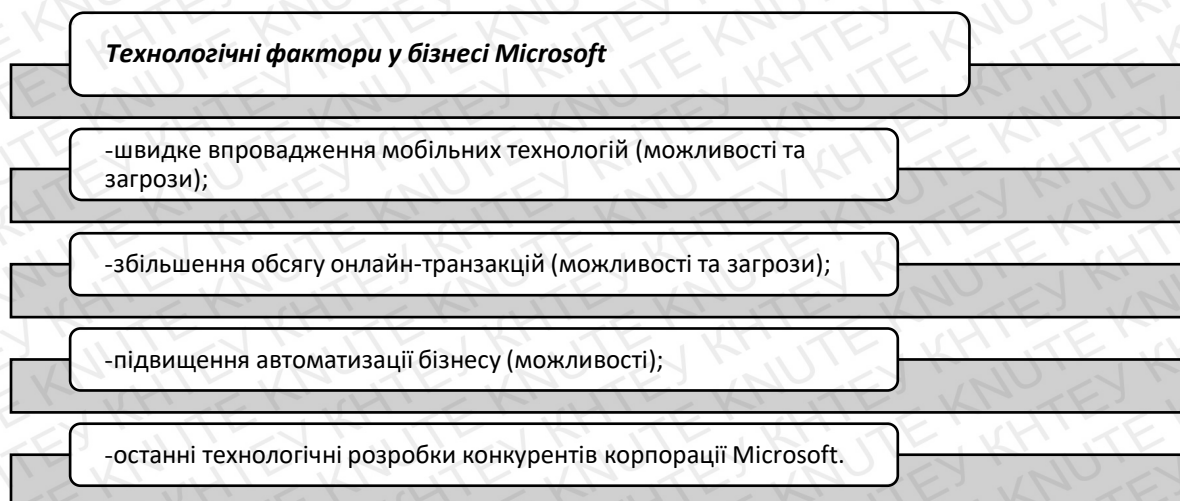 Технологічні фактори у бізнесі Microsoft
-швидке впровадження мобільних технологій (можливості та
загрози);
-збільшення обсягу онлайн-транзакцій (можливості та загрози);
-підвищення автоматизації бізнесу (можливості);
-останні технологічні розробки конкурентів корпорації Microsoft.